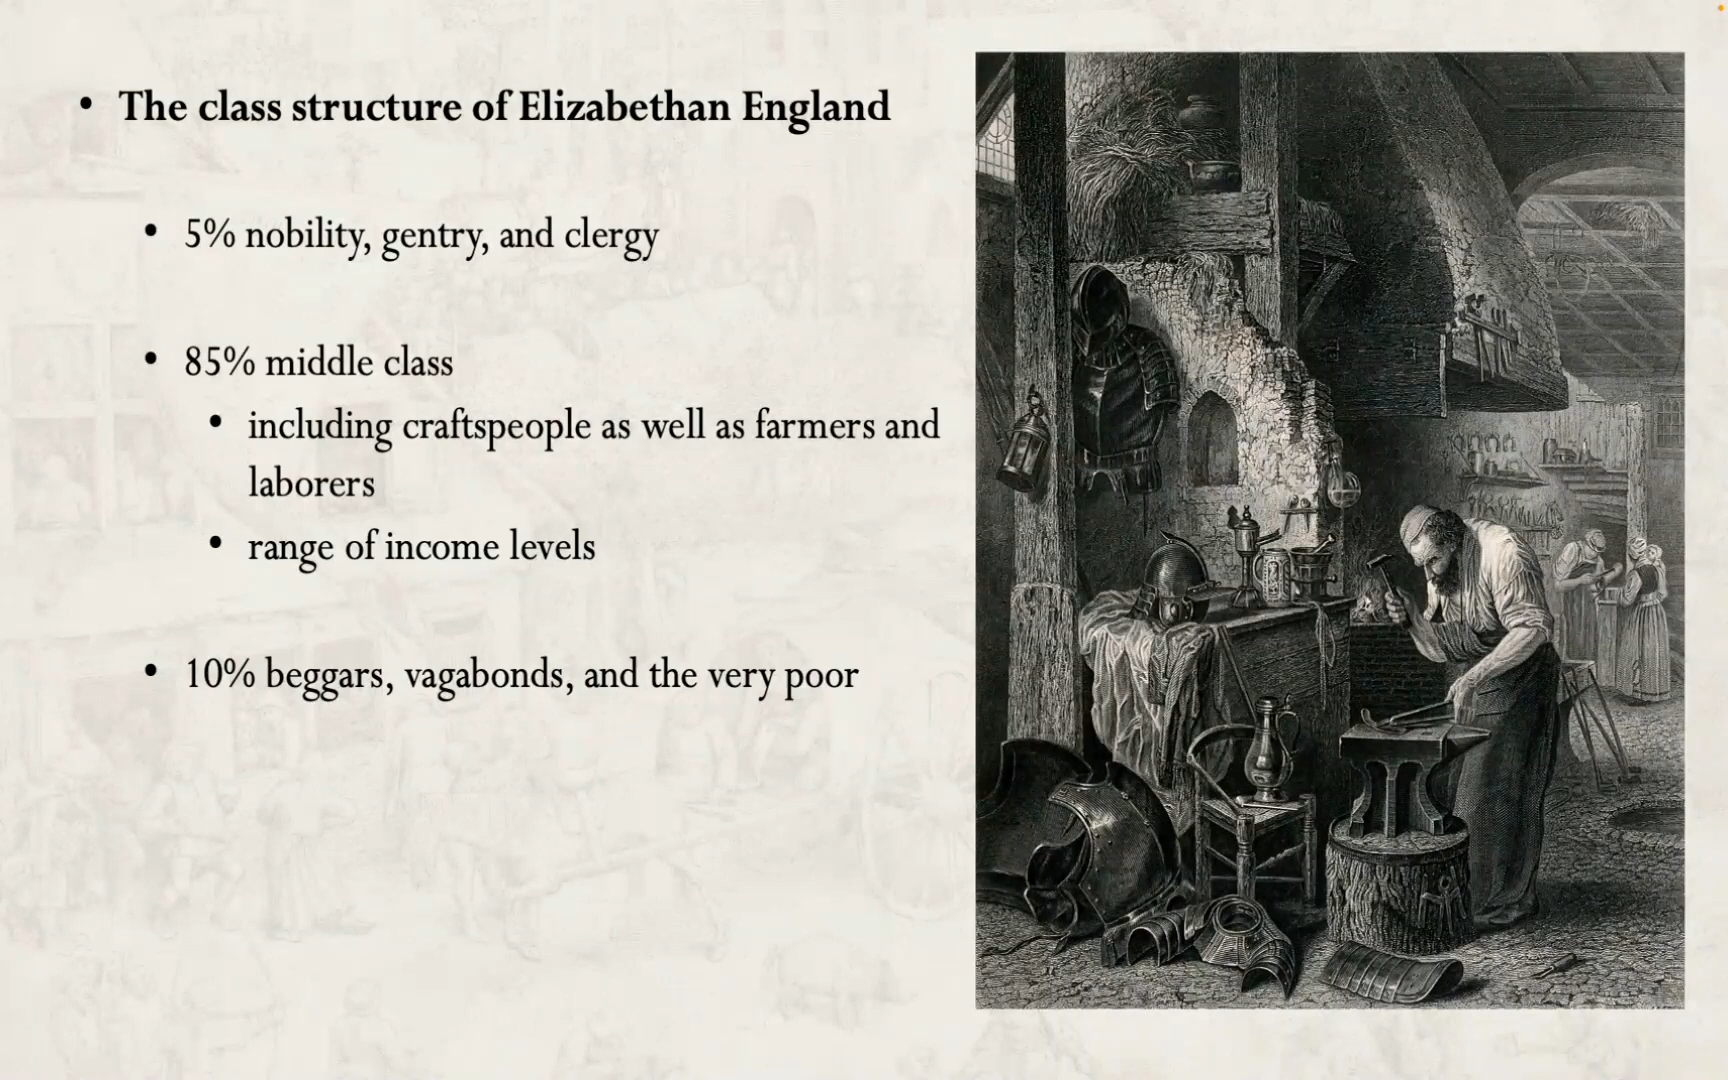 • The class structure of Elizabethan England
• 5% nobility, gentry, and clergy
• 85% middle class
• including craftspeople as well as farmers and
laborers
• range of income levels
• 10% beggars, vagabonds, and the very poor